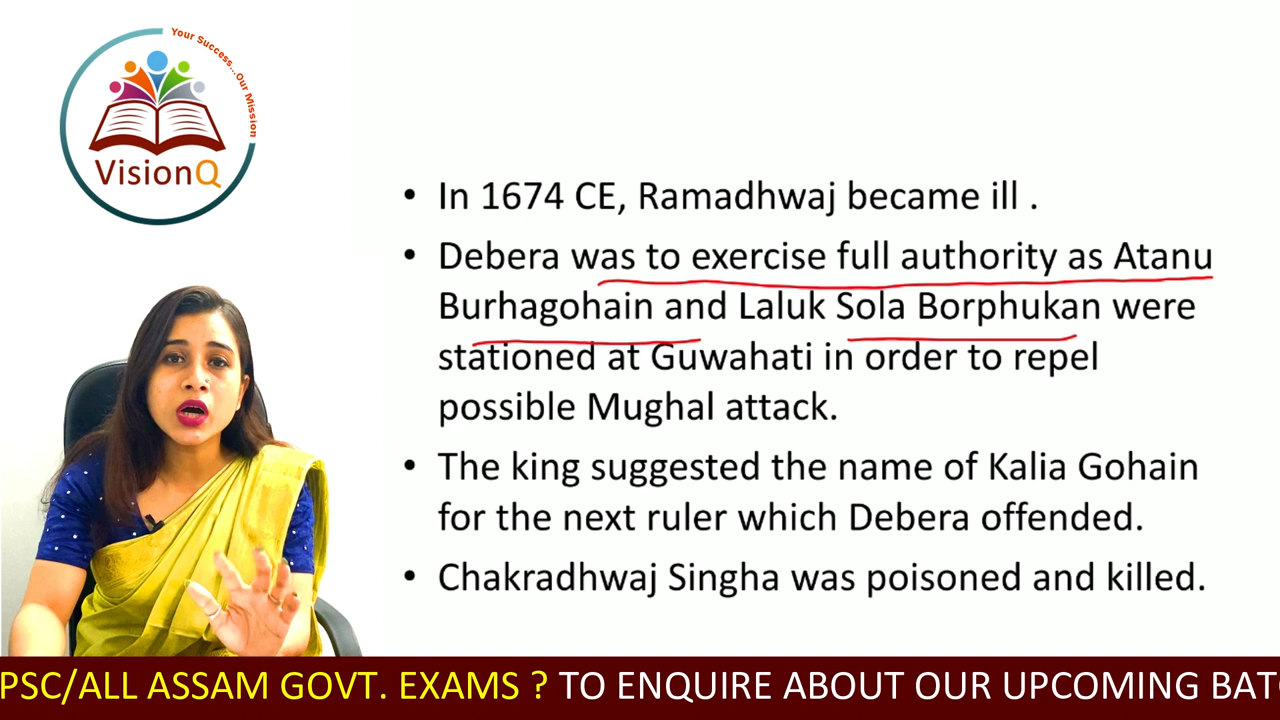 Your Success...Our Mission
VisionQ
• In 1674 CE, Ramadhwaj became ill .
• Debera was to exercise full authority as Atanu
Burhagohain and Laluk Sola Borphukan were
stationed at Guwahati in order to repel
possible Mughal attack.
• The king suggested the name of Kalia Gohain
for the next ruler which Debera offended.
• Chakradhwaj Singha was poisoned and killed.
PSC/ALL ASSAM GOVT. EXAMS ? TO ENQUIRE ABOUT OUR UPCOMING BAT